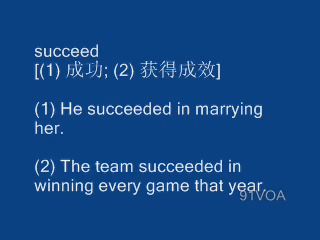 succeed
[(1) 成功; (2) 获得成效]
(1) He succeeded in marrying
her.
(2) The team succeeded in
winning every game that year.
91VOA